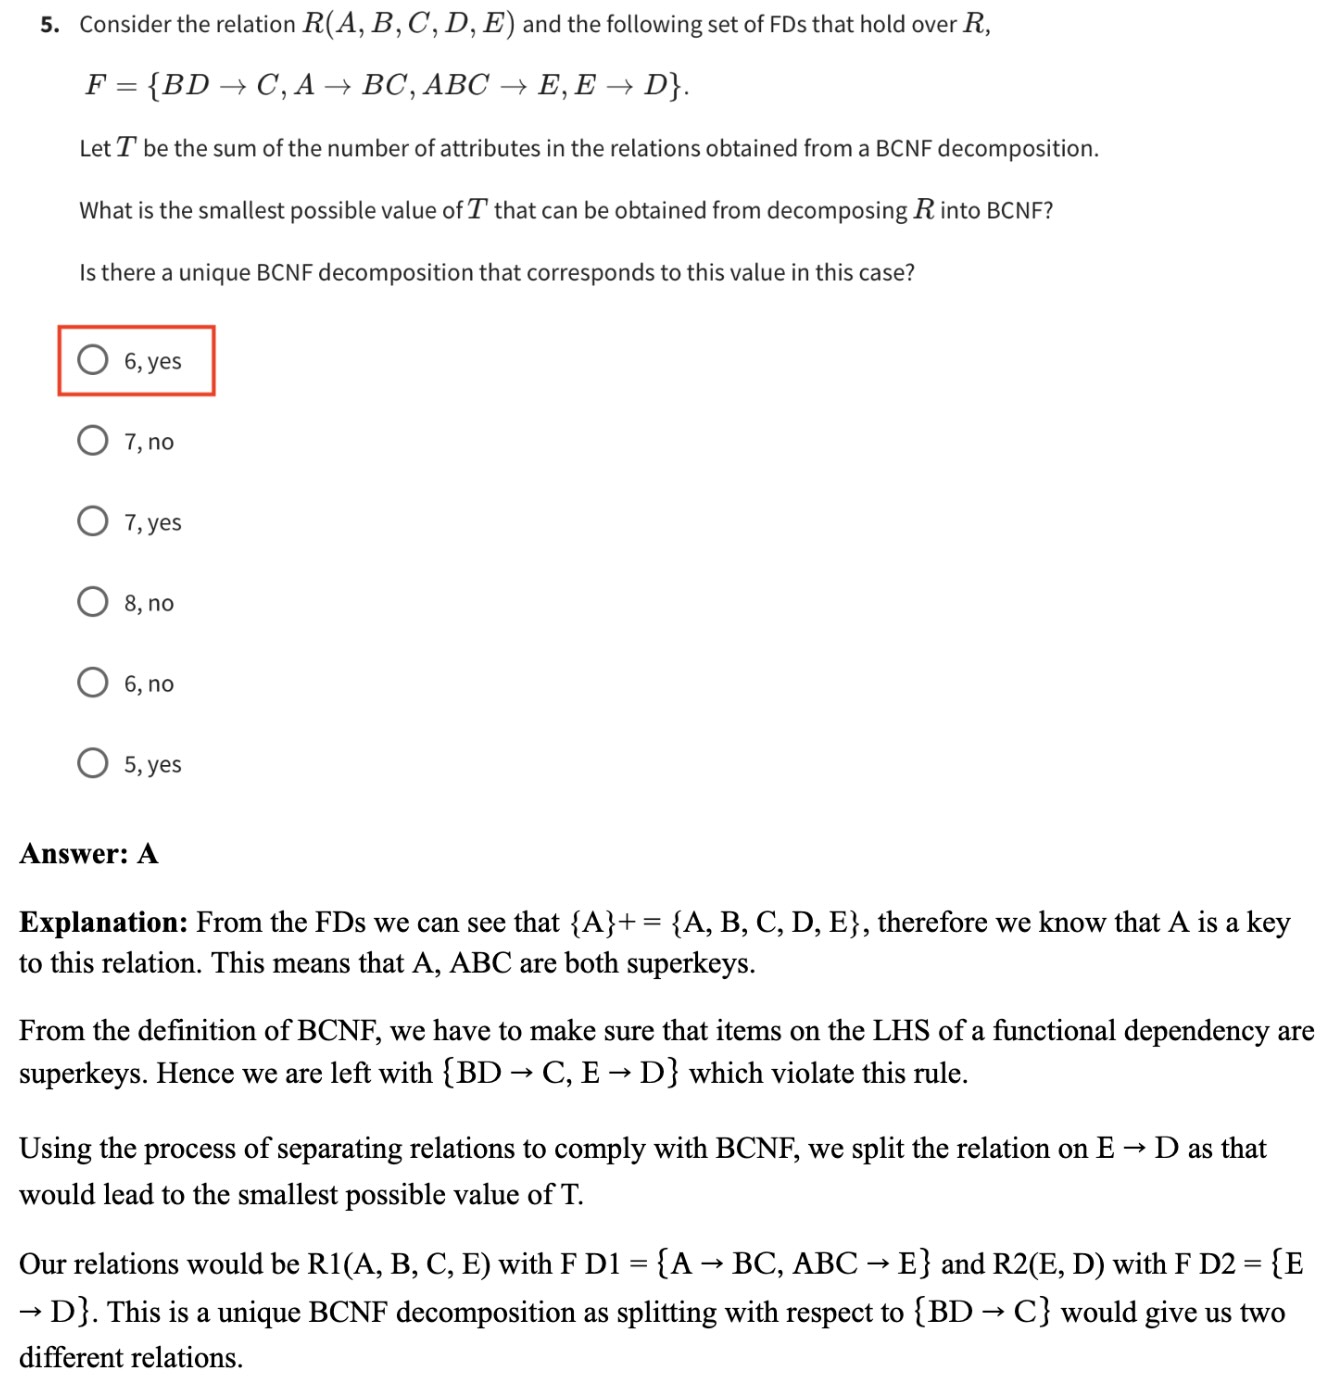 5. Consider the relation R(A, B, C, D, E) and the following set of FDs that hold over R,
F = {BD → C, A → BC, ABC → E, E → D}.
Let T be the sum of the number of attributes in the relations obtained from a BCNF decomposition.
What is the smallest possible value of T that can be obtained from decomposing R into BCNF?
Is there a unique BCNF decomposition that corresponds to this value in this case?
6, yes
7, no
7, yes
8, no
6, no
5, yes
Answer: A
Explanation: From the FDs we can see that {A}+ = {A, B, C, D, E}, therefore we know that A is a key
to this relation. This means that A, ABC are both superkeys.
From the definition of BCNF, we have to make sure that items on the LHS of a functional dependency are
superkeys. Hence we are left with {BD → C, E → D} which violate this rule.
Using the process of separating relations to comply with BCNF, we split the relation on E → D as that
would lead to the smallest possible value of T.
Our relations would be R1(A, B, C, E) with F D1 = {A → BC, ABC → E} and R2(E, D) with F D2 = {E
→ D}. This is a unique BCNF decomposition as splitting with respect to {BD → C} would give us two
different relations.